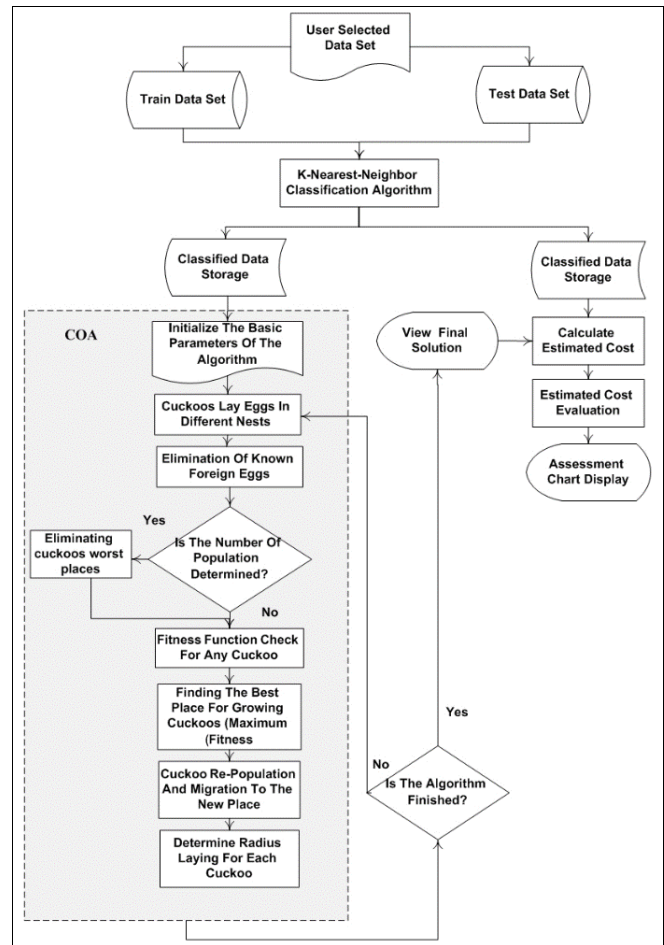 User Selected
Data Set
Train Data Set
Test Data Set
K-Nearest-Neighbor
Classification Algorithm
Classified Data
Storage
Classified Data
Storage
COA
Initialize The Basic
Parameters Of The
Algorithm
View Final
Solution
Calculate
Estimated Cost
Cuckoos Lay Eggs In
Different Nests
Estimated Cost
Evaluation
Elimination Of Known
Foreign Eggs
Assessment
Chart Display
Yes
Eliminating
cuckoos worst
places
Is The Number Of
Population
Determined?
No
Fitness Function Check
For Any Cuckoo
Finding The Best
Place For Growing
Cuckoos (Maximum
(Fitness
Yes
No
Cuckoo Re-Population
And Migration To The
New Place
Is The Algorithm
Finished?
Determine Radius
Laying For Each
Cuckoo